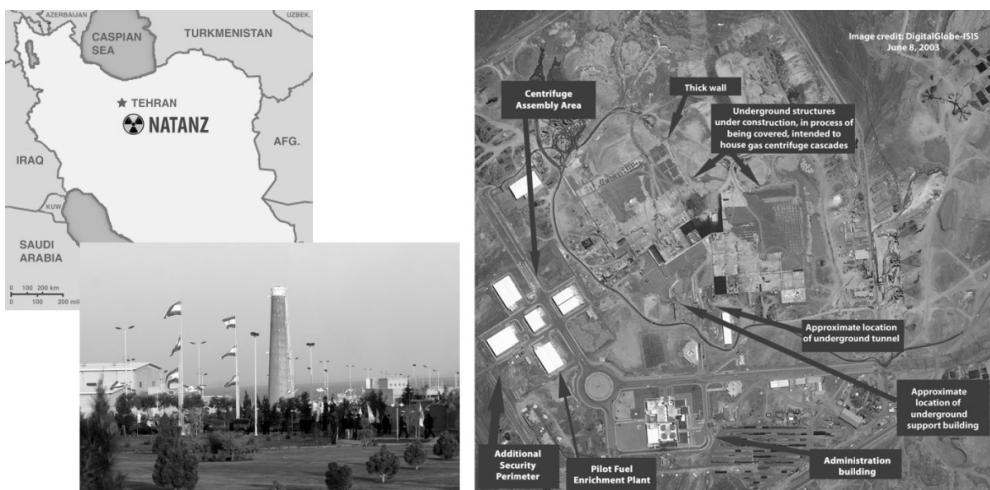 AZERBAIJAN
UZBEK.
CASPIAN
SEA
TURKMENISTAN
TEHRAN
NATANZ
AFG.
IRAQ
KUW.
SAUDI
ARABIA
0 100 200 km
0 100 200 mil
Image credit: DigitalGlobe-ISIS
June 8, 2003
Centrifuge
Assembly Area
Thick wall
Underground structures
under construction, in process of
being covered, intended to
house gas centrifuge cascades
Approximate location
of underground tunnel
Approximate
location of
underground
support building
Additional
Security
Perimeter
Pilot Fuel
Enrichment Plant
Administration
building